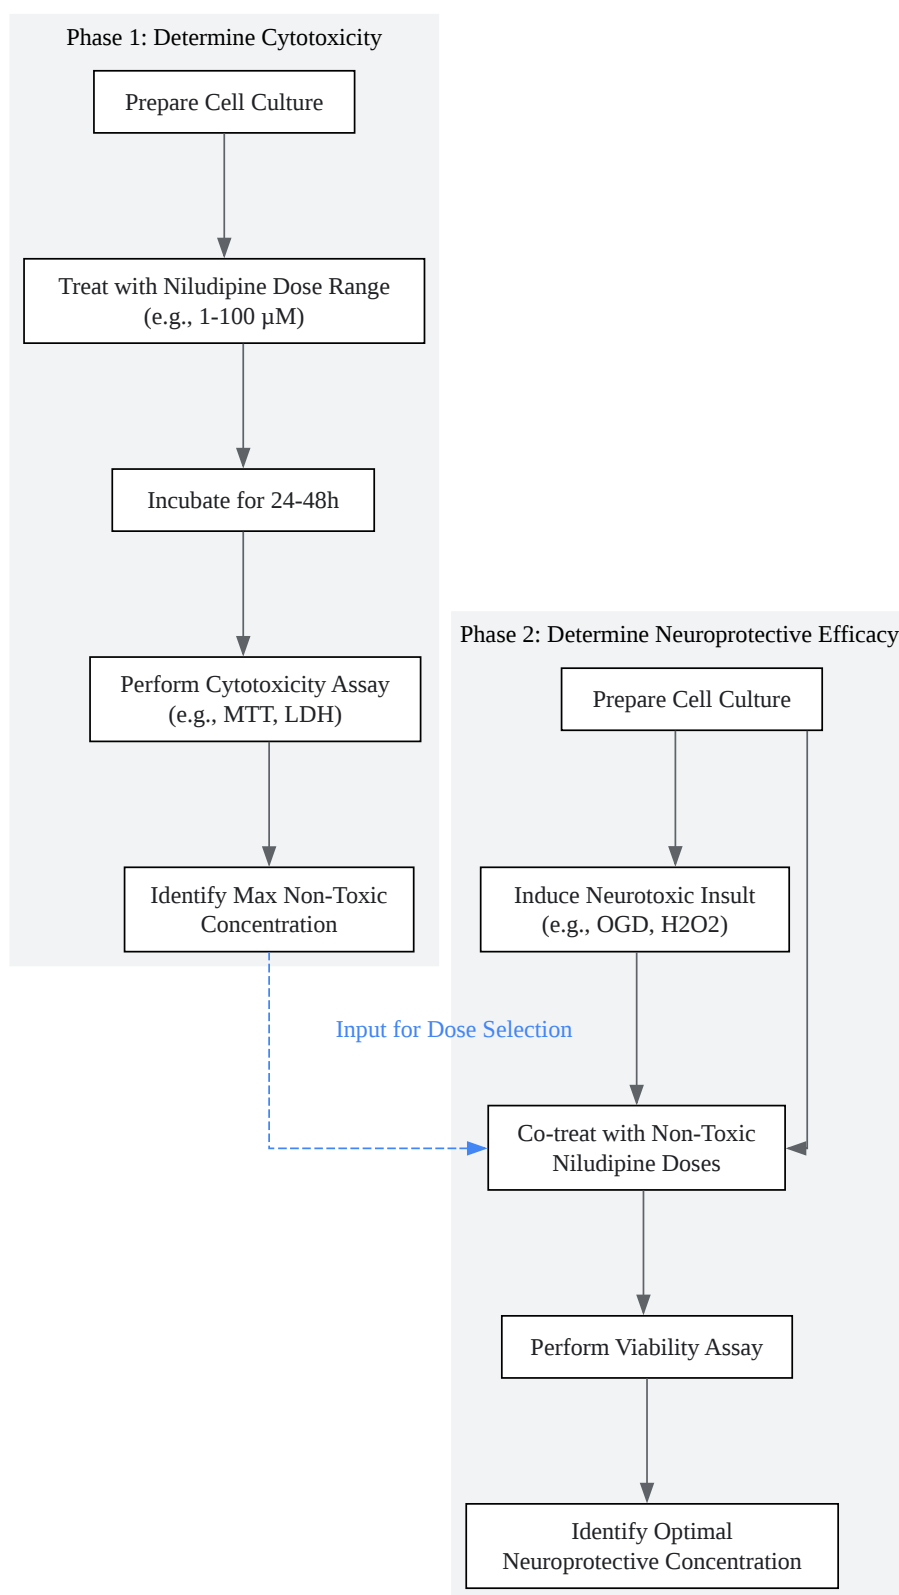 Phase 1: Determine Cytotoxicity
Prepare Cell Culture
Treat with Niludipine Dose Range
(e.g., 1-100 µM)
Incubate for 24-48h
Perform Cytotoxicity Assay
(e.g., MTT, LDH)
Identify Max Non-Toxic
Concentration
Phase 2: Determine Neuroprotective Efficacy
Prepare Cell Culture
Induce Neurotoxic Insult
(e.g., OGD, H2O2)
Input for Dose Selection
Co-treat with Non-Toxic
Niludipine Doses
Perform Viability Assay
Identify Optimal
Neuroprotective Concentration